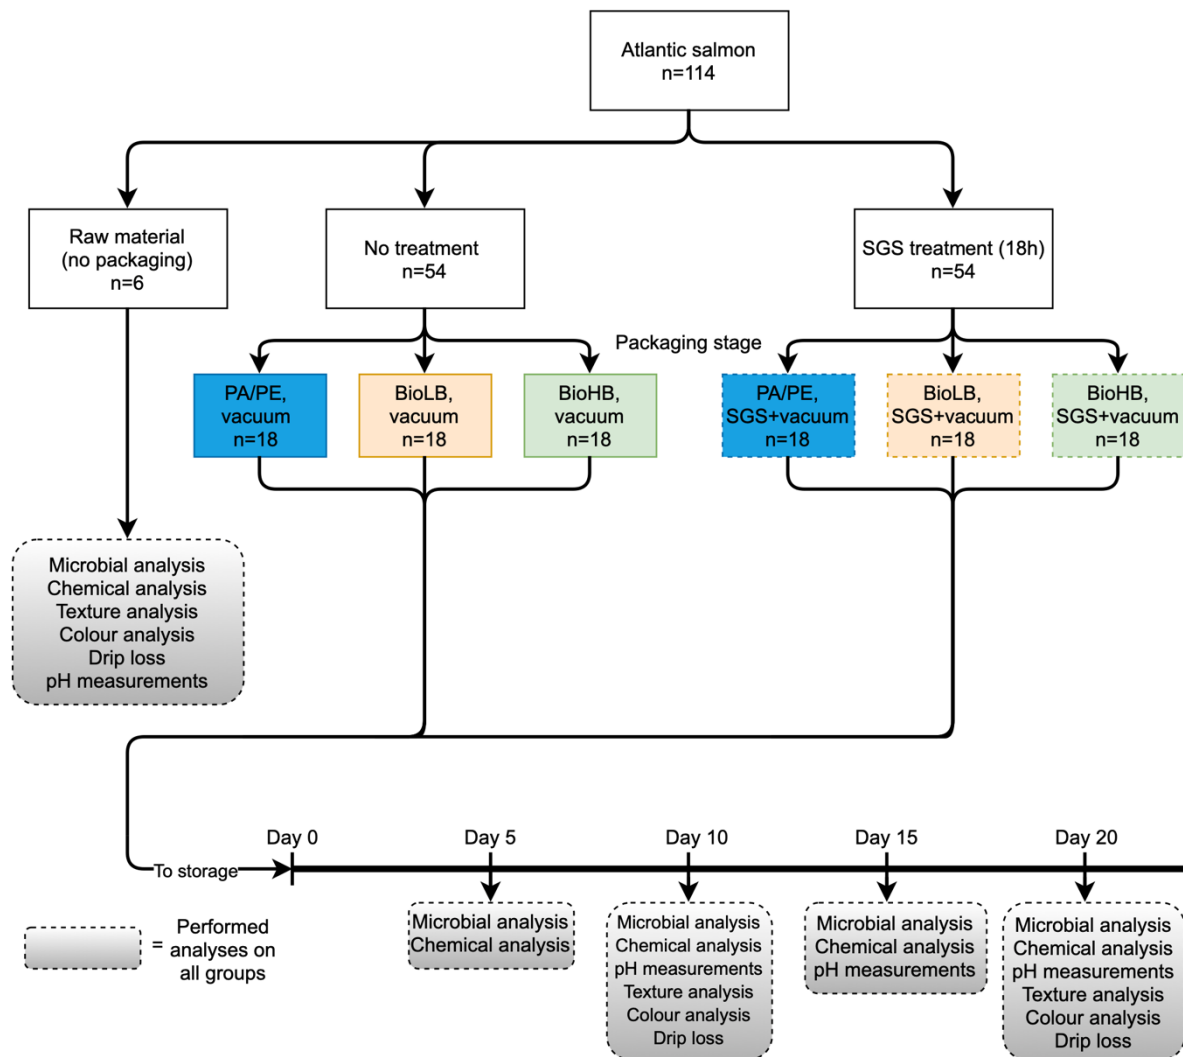 Atlantic salmon
n=114
Raw material
(no packaging)
n=6
No treatment
n=54
SGS treatment (18h)
n=54
Packaging stage
PA/PE,
vacuum
n=18
BioLB,
vacuum
n=18
BioHB,
vacuum
n=18
PA/PE,
SGS+vacuum
n=18
BioLB,
SGS+vacuum
n=18
BioHB,
SGS+vacuum
n=18
Microbial analysis
Chemical analysis
Texture analysis
Colour analysis
Drip loss
pH measurements
Day 0
Day 5
Day 10
Day 15
Day 20
To storage
Microbial analysis
Chemical analysis
Microbial analysis
Chemical analysis
pH measurements
Texture analysis
Colour analysis
Drip loss
Microbial analysis
Chemical analysis
pH measurements
Microbial analysis
Chemical analysis
pH measurements
Texture analysis
Colour analysis
Drip loss
= Performed
analyses on
all groups